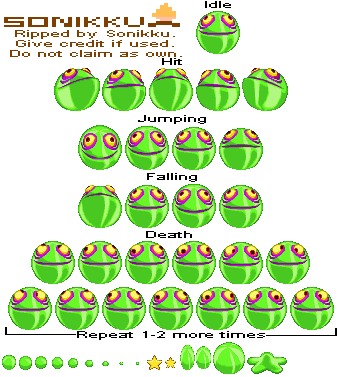 SONIKKU
Ripped by Sonikku.
Give credit if used.
Do not claim as own.
Idle
Hit
Jumping
Falling
Death
Repeat 1-2 more times